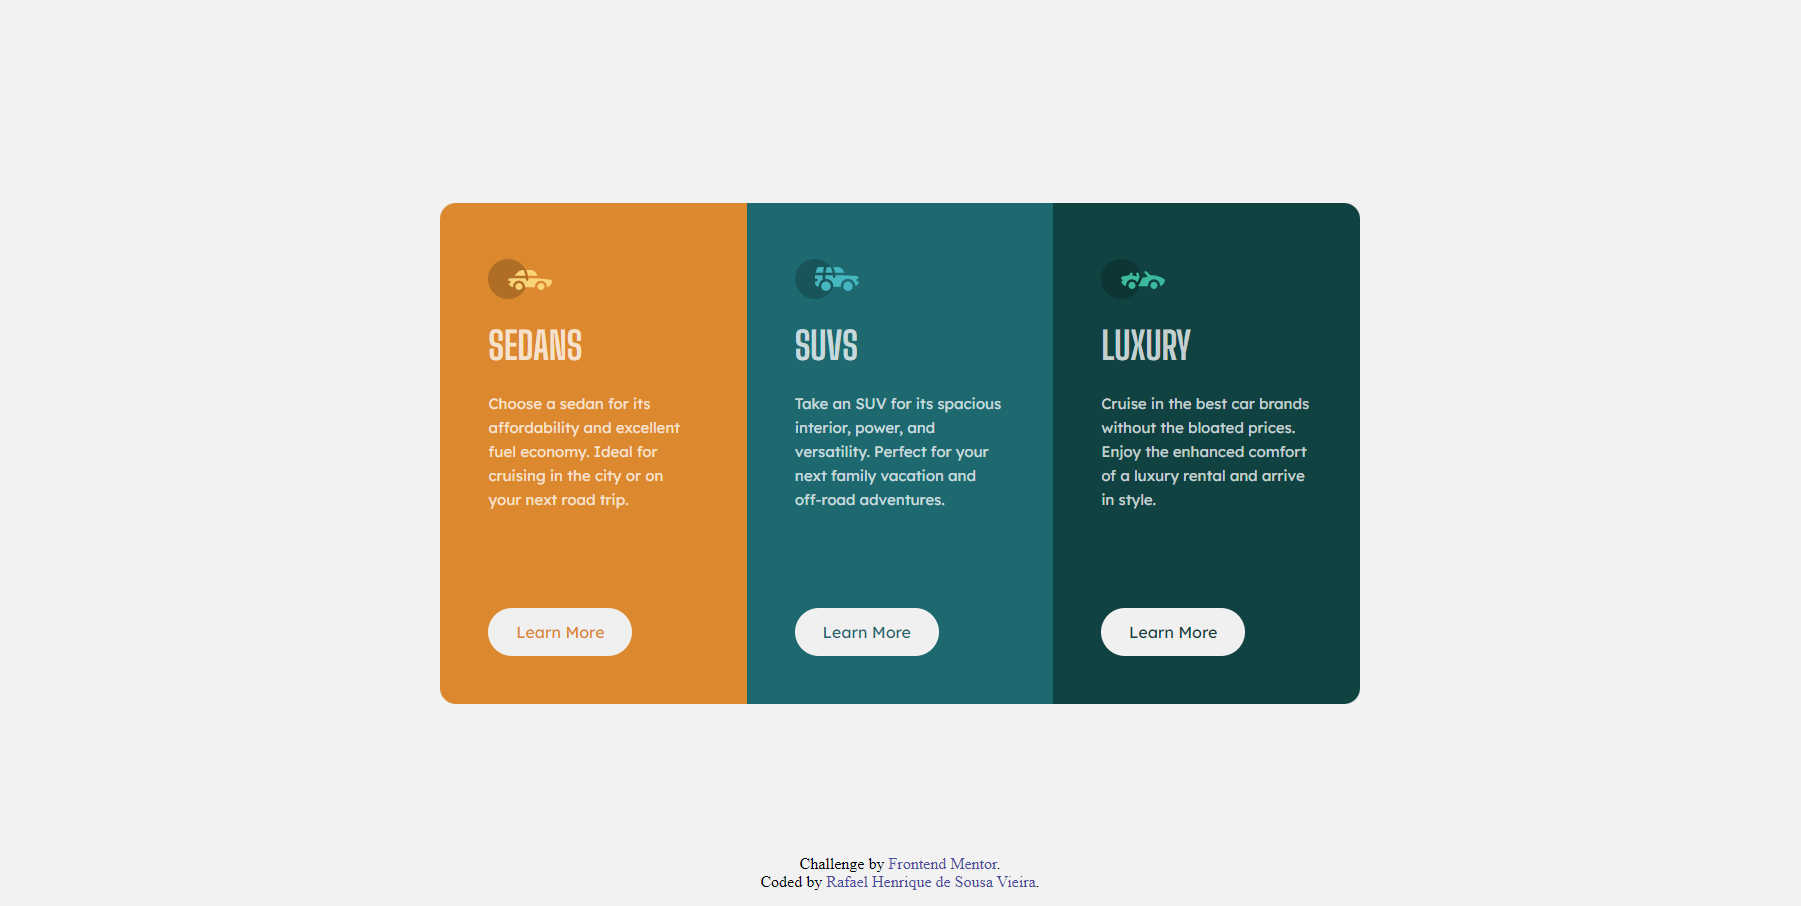 SEDANS
Choose a sedan for its
affordability and excellent
fuel economy. Ideal for
cruising in the city or on
your next road trip.
Learn More
SUVS
Take an SUV for its spacious
interior, power, and
versatility. Perfect for your
next family vacation and
off-road adventures.
Learn More
LUXURY
Cruise in the best car brands
without the bloated prices.
Enjoy the enhanced comfort
of a luxury rental and arrive
in style.
Learn More
Challenge by Frontend Mentor.
Coded by Rafael Henrique de Sousa Vieira.